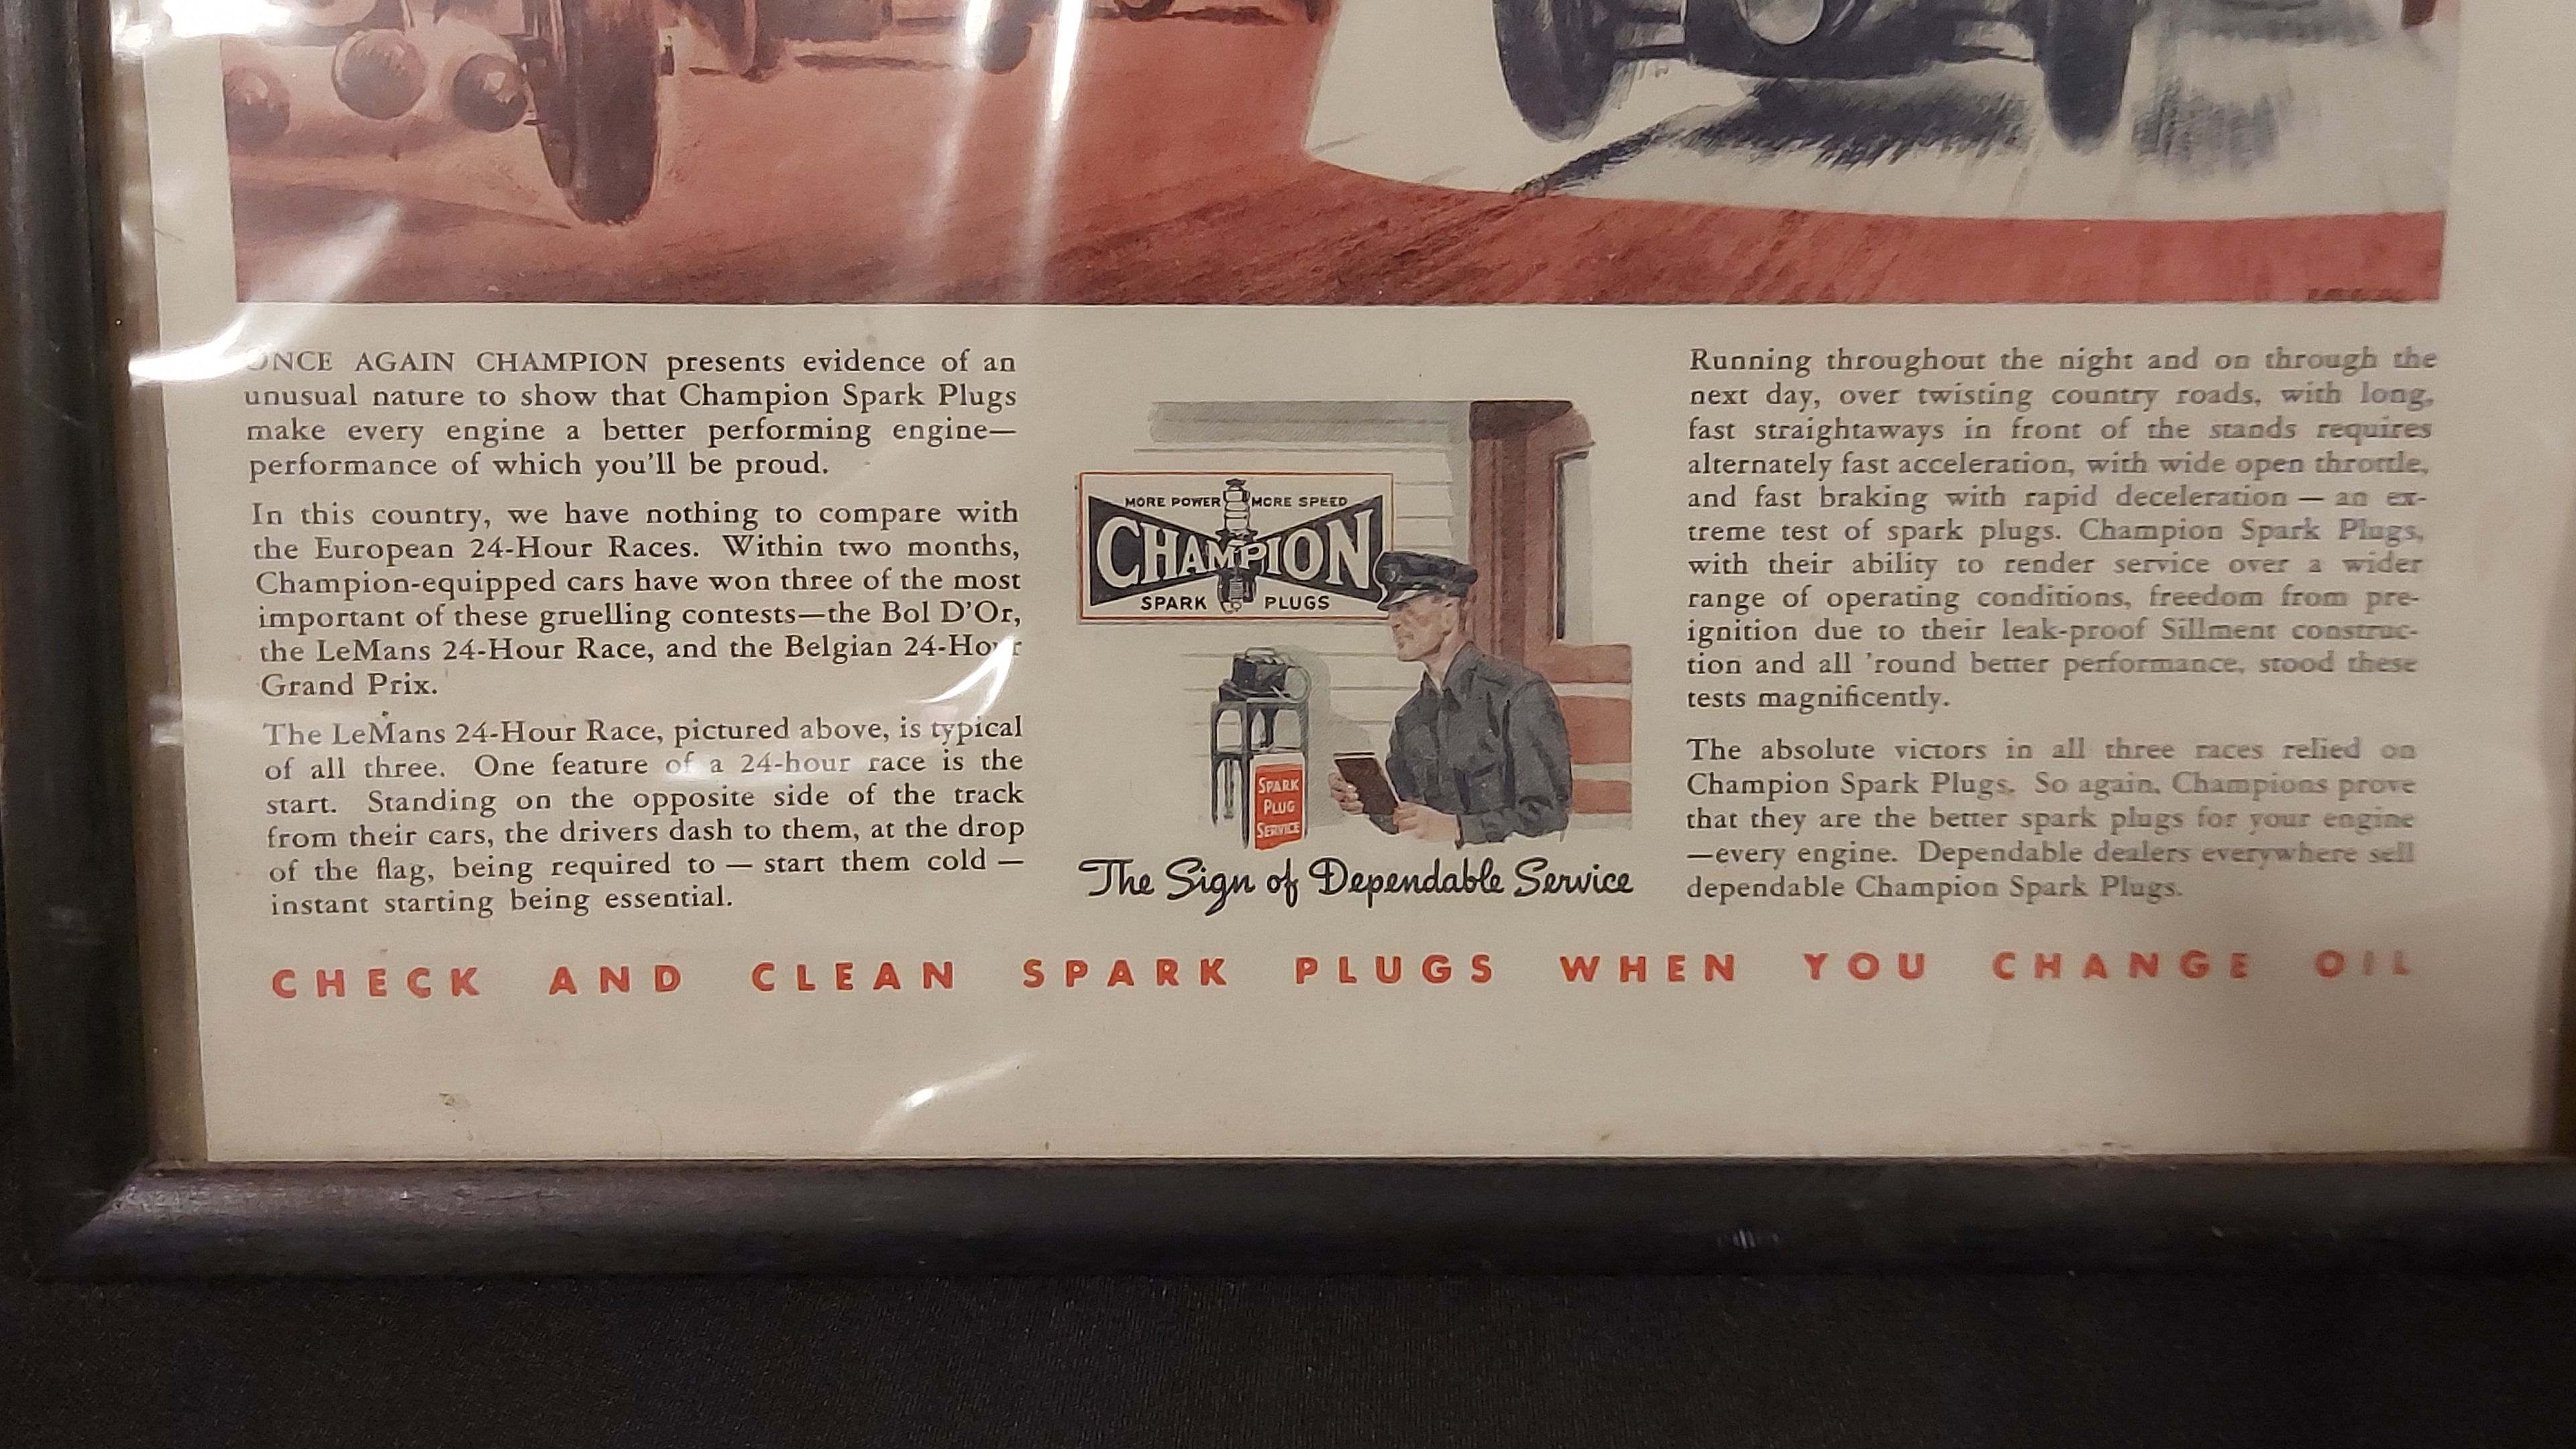 ONCE AGAIN CHAMPION presents evidence of an
unusual nature to show that Champion Spark Plugs
make every engine a better performing engine—
performance of which you'll be proud.
In this country, we have nothing to compare with
the European 24-Hour Races. Within two months,
Champion-equipped cars have won three of the most
important of these gruelling contests—the Bol D'Or,
the LeMans 24-Hour Race, and the Belgian 24-Hour
Grand Prix.
The LeMans 24-Hour Race, pictured above, is typical
of all three. One feature of a 24-hour race is the
start. Standing on the opposite side of the track
from their cars, the drivers dash to them, at the drop
of the flag, being required to — start them cold —
instant starting being essential.
MORE POWER MORE SPEED
CHAMPION
SPARK PLUGS
SPARK
PLUG
SERVICE
The Sign of Dependable Service
Running throughout the night and on through the
next day, over twisting country roads, with long,
fast straightaways in front of the stands requires
alternately fast acceleration, with wide open throttle,
and fast braking with rapid deceleration — an ex-
treme test of spark plugs. Champion Spark Plugs,
with their ability to render service over a wider
range of operating conditions, freedom from pre-
ignition due to their leak-proof Sillment construc-
tion and all 'round better performance, stood these
tests magnificently.
The absolute victors in all three races relied on
Champion Spark Plugs. So again, Champions prove
that they are the better spark plugs for your engine
—every engine. Dependable dealers everywhere sell
dependable Champion Spark Plugs.
CHECK AND CLEAN SPARK PLUGS WHEN YOU CHANGE OIL